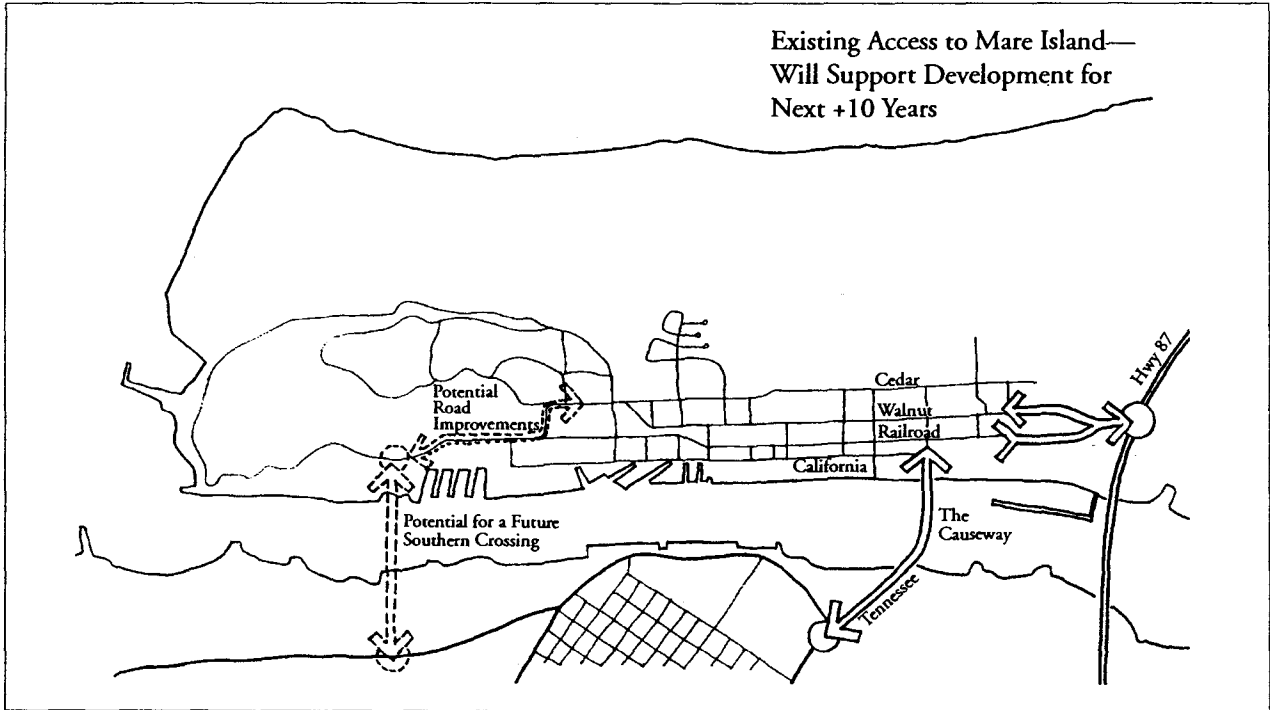 Existing Access to Mare Island—
Will Support Development for
Next +10 Years
Hwy 87
Cedar
Potential
Road
Improvements
Walnut
Railroad
California
Potential for a Future
Southern Crossing
The
Causeway
Tennessee